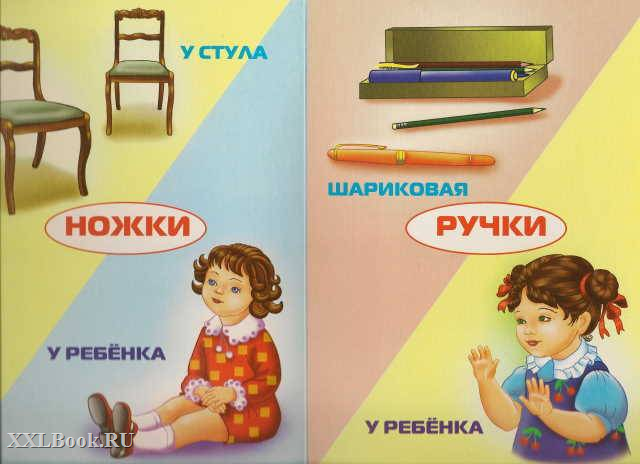 У СТУЛА
НОЖКИ
У РЕБЁНКА
ШАРИКОВАЯ
РУЧКИ
У РЕБЁНКА
XXLBook.RU